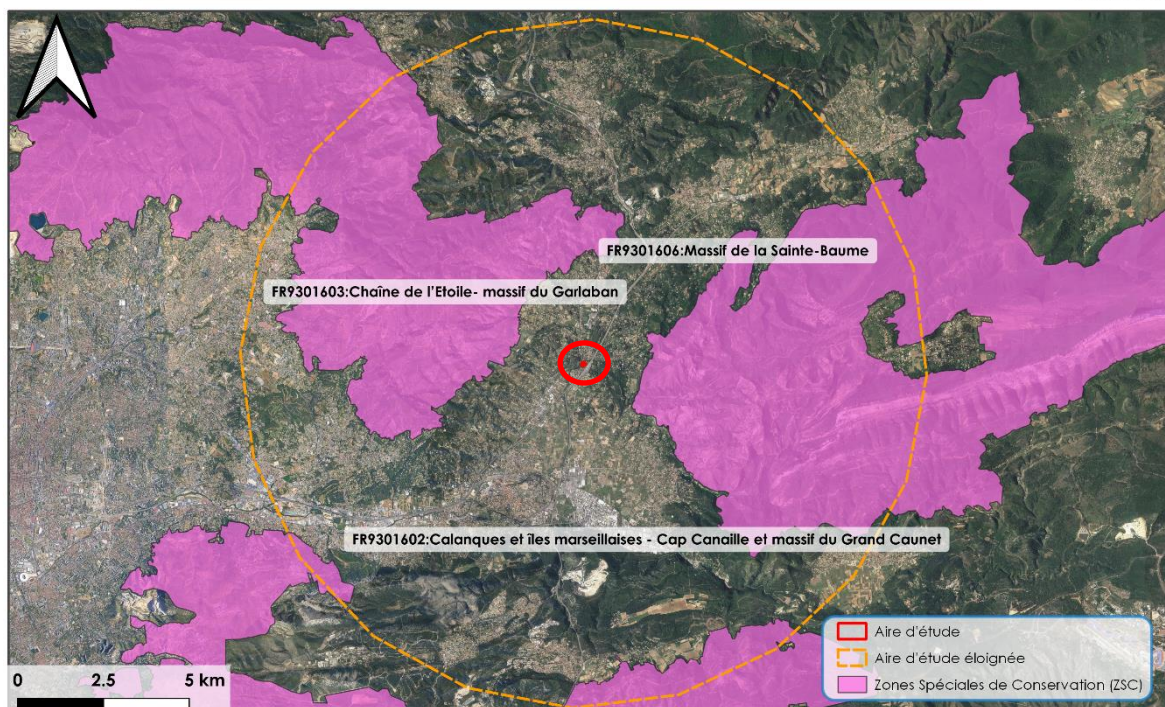 FR9301606:Massif de la Sainte-Baume
FR9301603:Chaîne de l'Etoile- massif du Garlaban
FR9301602:Calanques et îles marseillaises - Cap Canaille et massif du Grand Caunet
Aire d'étude
Aire d'étude éloignée
Zones Spéciales de Conservation (ZSC)
0 2.5 5 km